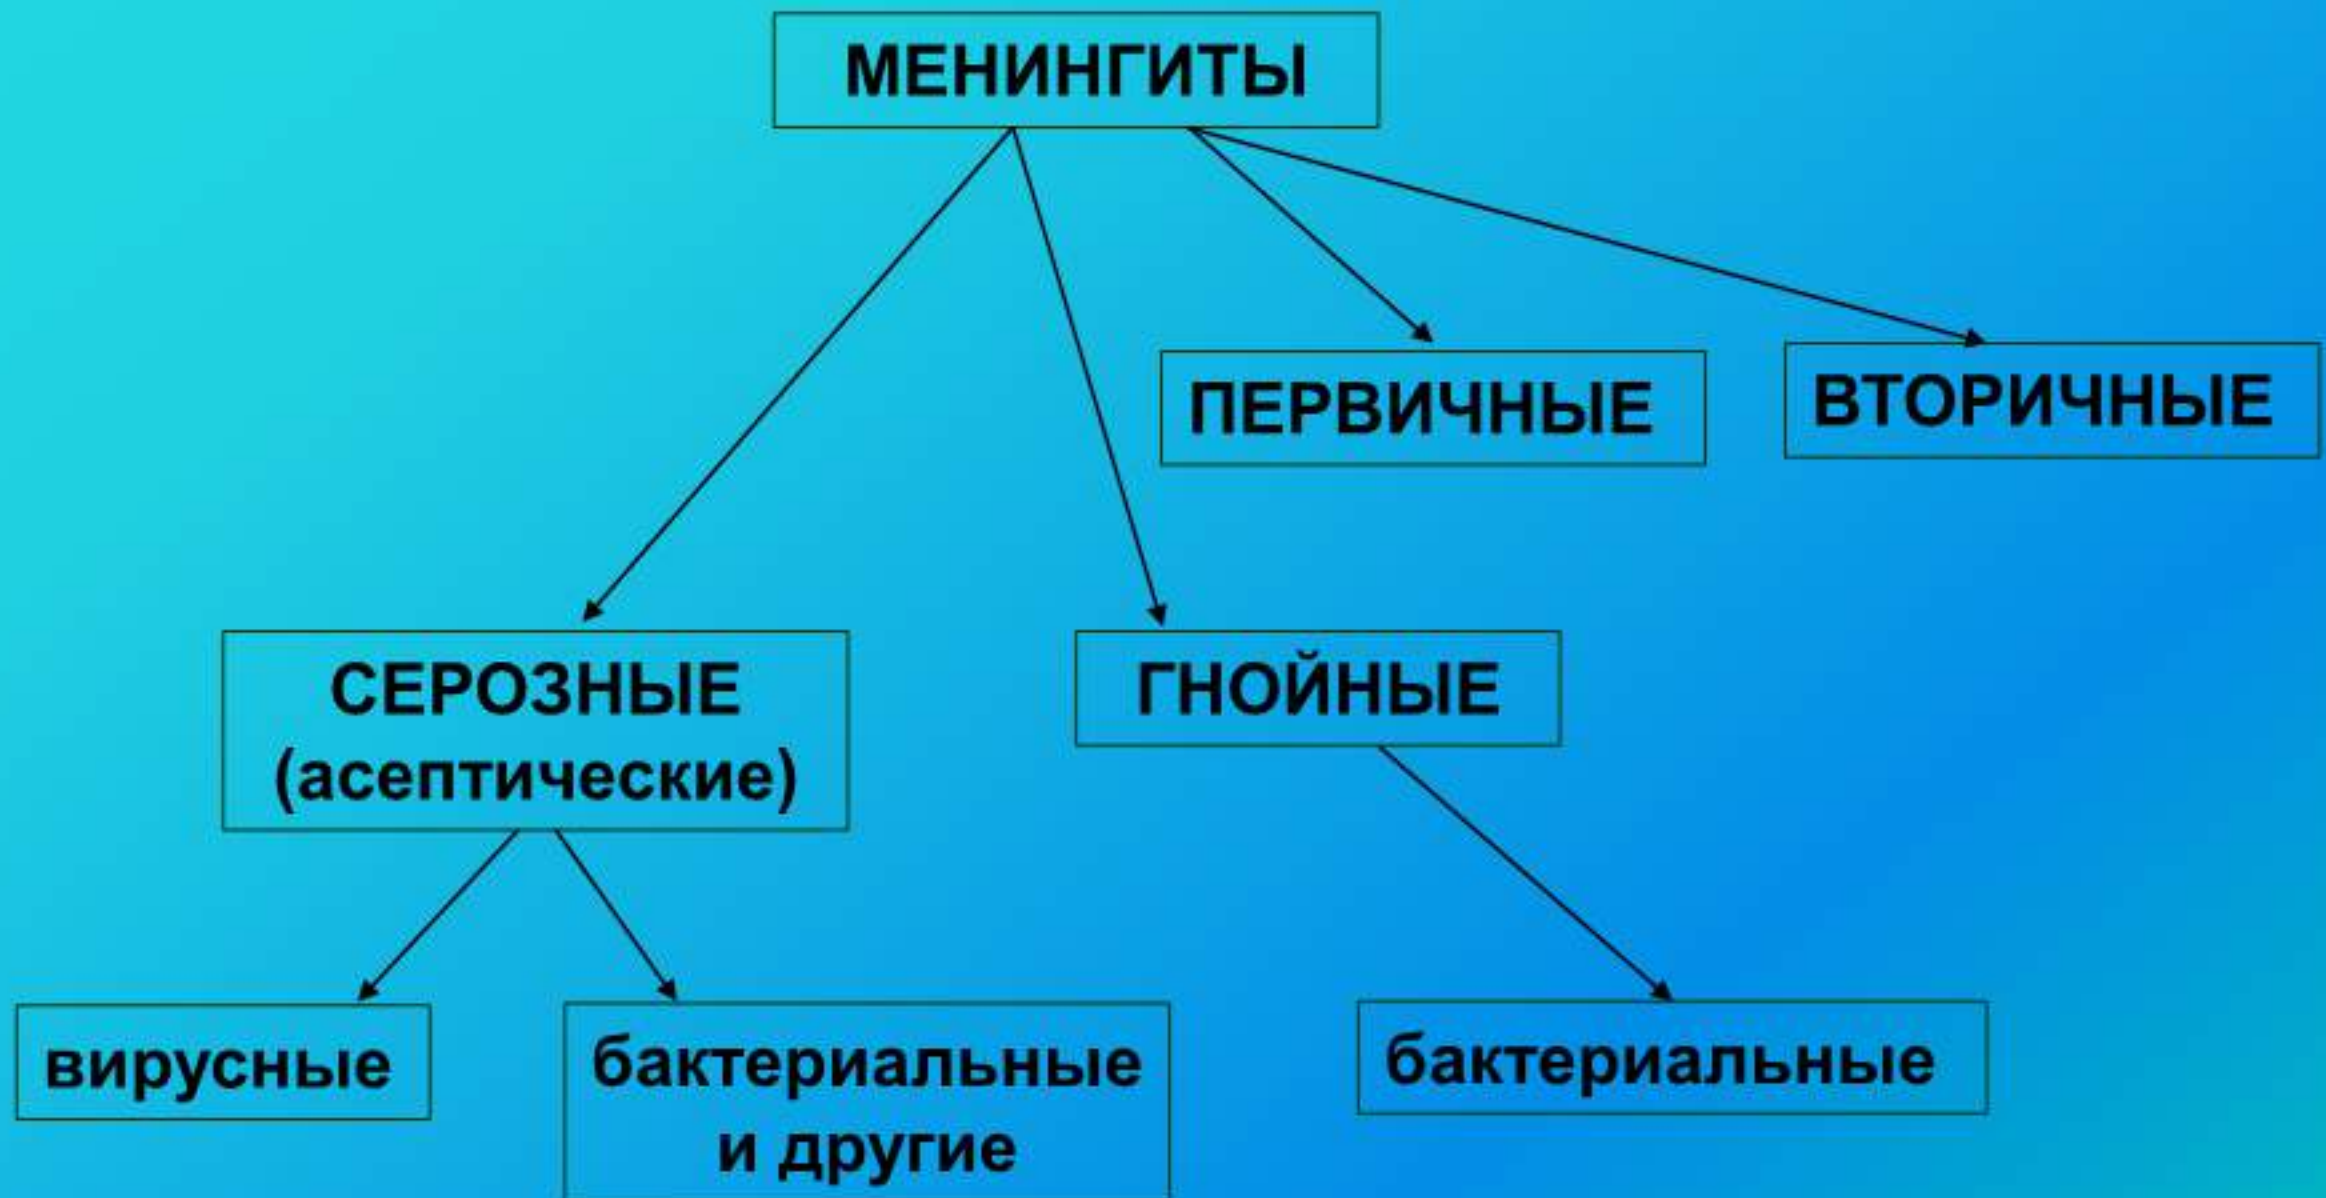 МЕНИНГИТЫ
ПЕРВИЧНЫЕ
ВТОРИЧНЫЕ
СЕРОЗНЫЕ
(асептические)
ГНОЙНЫЕ
вирусные
бактериальные
и другие
бактериальные